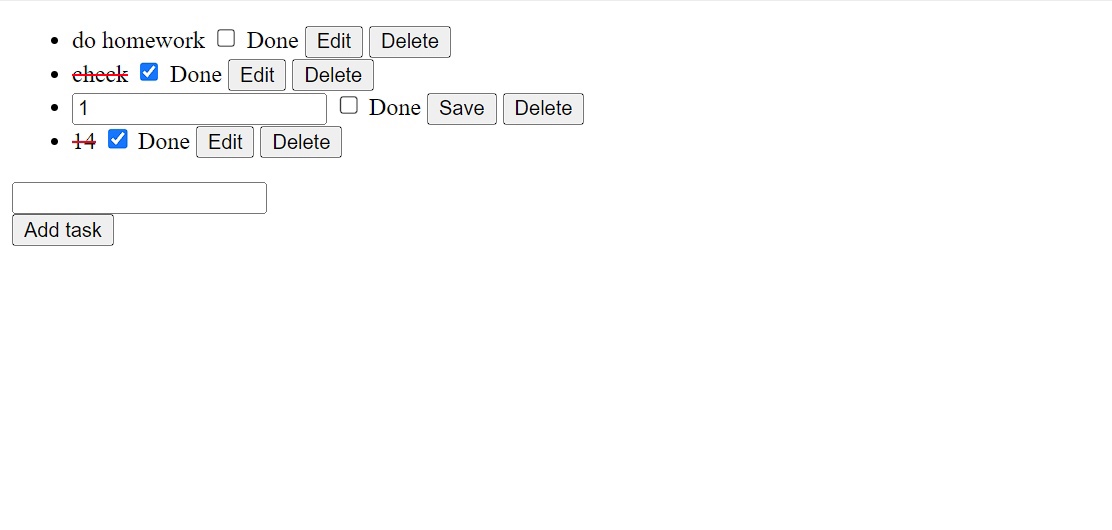 do homework Done Edit Delete
check Done Edit Delete
1 Done Save Delete
14 Done Edit Delete
Add task